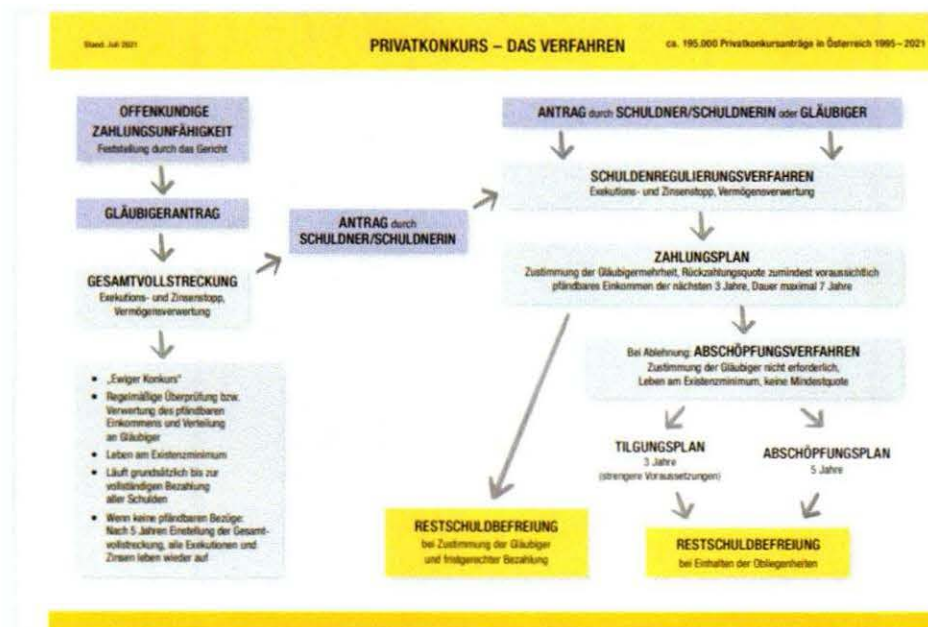 Stand: Juli 2021
PRIVATKONKURS – DAS VERFAHREN
ca. 195.000 Privatkonkursanträge in Österreich 1995–2021
OFFENKUNDIGE
ZAHLUNGSUNFÄHIGKEIT
Feststellung durch das Gericht
GLÄUBIGERANTRAG
GESAMTVOLLSTRECKUNG
Exekutions- und Zinsenstopp,
Vermögensverwertung
• „Ewiger Konkurs"
• Regelmäßige Überprüfung bzw.
Verwertung des pfändbaren
Einkommens und Verteilung
an Gläubiger
• Leben am Existenzminimum
• Läuft grundsätzlich bis zur
vollständigen Bezahlung
aller Schulden
• Wenn keine pfändbaren Bezüge:
Nach 5 Jahren Einstellung der Gesamt-
vollstreckung, alle Exekutionen und
Zinsen leben wieder auf
ANTRAG durch
SCHULDNER/SCHULDNERIN
ANTRAG durch SCHULDNER/SCHULDNERIN oder GLÄUBIGER
SCHULDENREGULIERUNGSVERFAHREN
Exekutions- und Zinsenstopp, Vermögensverwertung
ZAHLUNGSPLAN
Zustimmung der Gläubigermehrheit, Rückzahlungsquote zumindest voraussichtlich
pfändbares Einkommen der nächsten 3 Jahre, Dauer maximal 7 Jahre
Bei Ablehnung: ABSCHÖPFUNGSVERFAHREN
Zustimmung der Gläubiger nicht erforderlich,
Leben am Existenzminimum, keine Mindestquote
TILGUNGSPLAN
3 Jahre
(strengere Voraussetzungen)
ABSCHÖPFUNGSPLAN
5 Jahre
RESTSCHULDBEFREIUNG
bei Zustimmung der Gläubiger
und fristgerechter Bezahlung
RESTSCHULDBEFREIUNG
bei Einhalten der Obliegenheiten